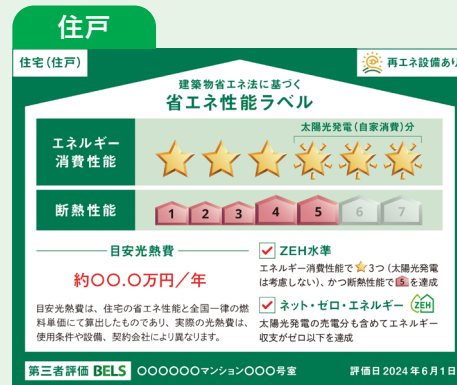 住戸
住宅（住戸）
再エネ設備あり
建築物省エネ法に基づく
省エネ性能ラベル
太陽光発電（自家消費）分
エネルギー
消費性能
断熱性能
1 2 3 4 5 6 7
目安光熱費
約〇〇.〇万円／年
目安光熱費は、住宅の省エネ性能と全国一律の燃
料単価にて算出したものであり、実際の光熱費は、
使用条件や設備、契約会社により異なります。
ZEH水準
エネルギー消費性能で☆3つ（太陽光発電
は考慮しない）、かつ断熱性能で5を達成
ネット・ゼロ・エネルギー ZEH
太陽光発電の売電分も含めてエネルギー
収支がゼロ以下を達成
第三者評価 BELS 〇〇〇〇〇〇マンション〇〇〇号室 評価日2024年6月1日